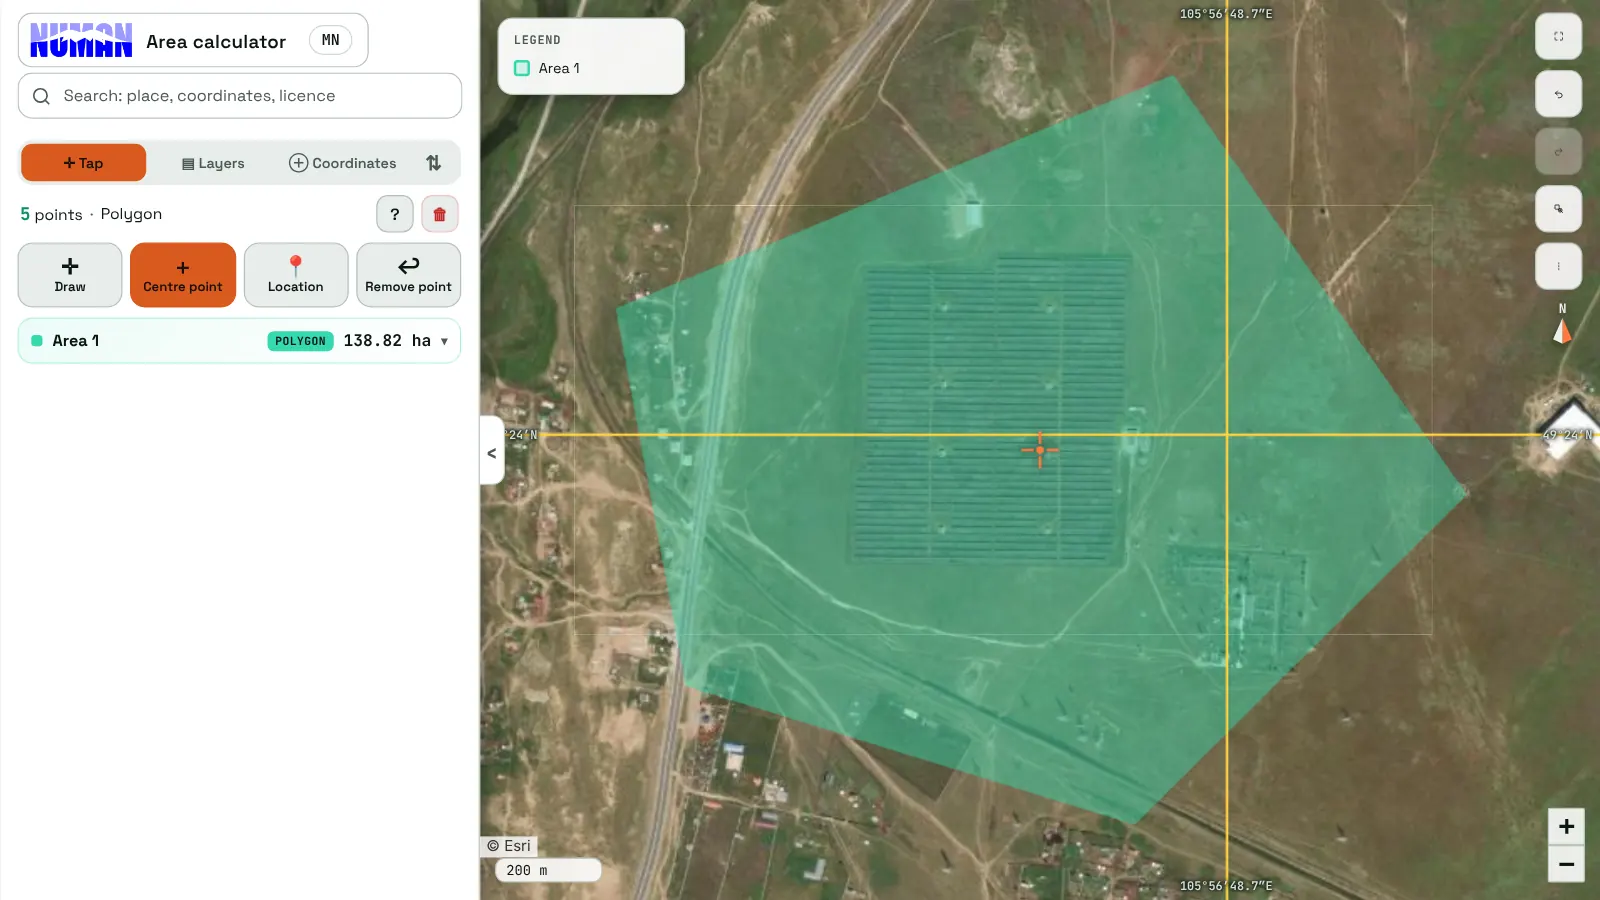 NUMAN
Area calculator
MN
Search: place, coordinates, licence
Tap
Layers
Coordinates
5 points · Polygon
?
Draw
Centre point
Location
Remove point
Area 1
POLYGON
138.82 ha
LEGEND
Area 1
105°56′48.7″E
°24′N
49°24′N
N
<
© Esri
200 m
105°56′48.7″E
+
−